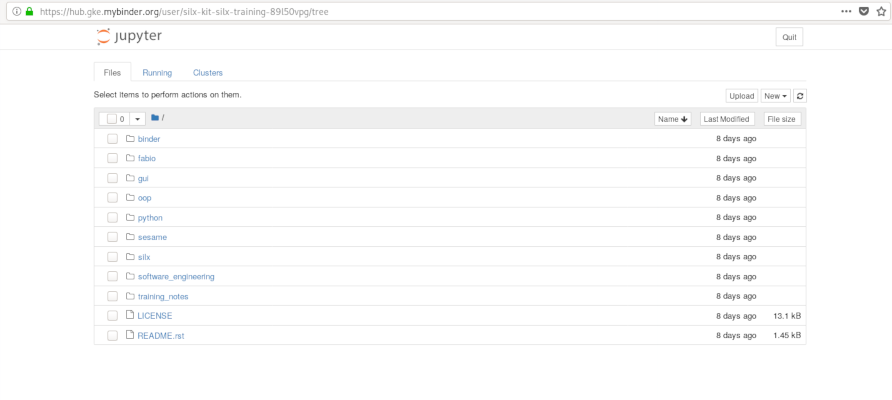 https://hub.gke.mybinder.org/user/silx-kit-silx-training-89l50vpg/tree
jupyter Quit
Files Running Clusters
Select items to perform actions on them. Upload New
0 / Name Last Modified File size
binder 8 days ago
fabio 8 days ago
gui 8 days ago
oop 8 days ago
python 8 days ago
sesame 8 days ago
silx 8 days ago
software_engineering 8 days ago
training_notes 8 days ago
LICENSE 8 days ago 13.1 kB
README.rst 8 days ago 1.45 kB